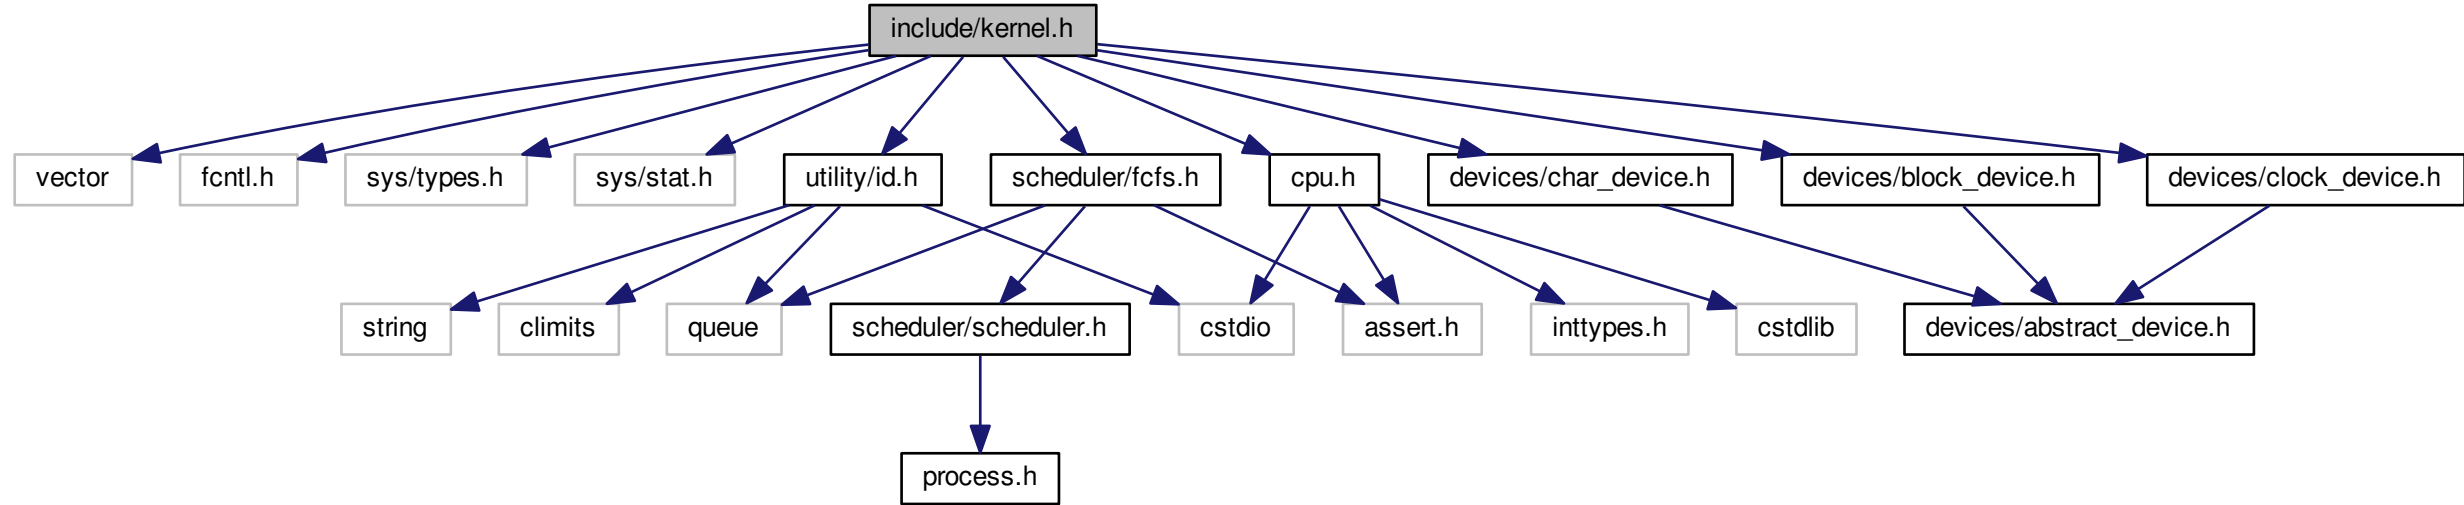 include/kernel.h
vector
fcntl.h
sys/types.h
sys/stat.h
utility/id.h
scheduler/fcfs.h
cpu.h
devices/char_device.h
devices/block_device.h
devices/clock_device.h
string
climits
queue
scheduler/scheduler.h
cstdio
assert.h
inttypes.h
cstdlib
devices/abstract_device.h
process.h